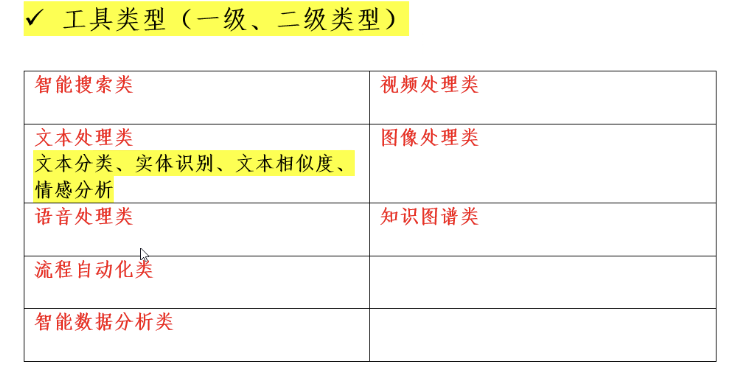 ✓ 工具类型（一级、二级类型）
智能搜索类
视频处理类
文本处理类
文本分类、实体识别、文本相似度、
情感分析
图像处理类
语音处理类
知识图谱类
流程自动化类
智能数据分析类